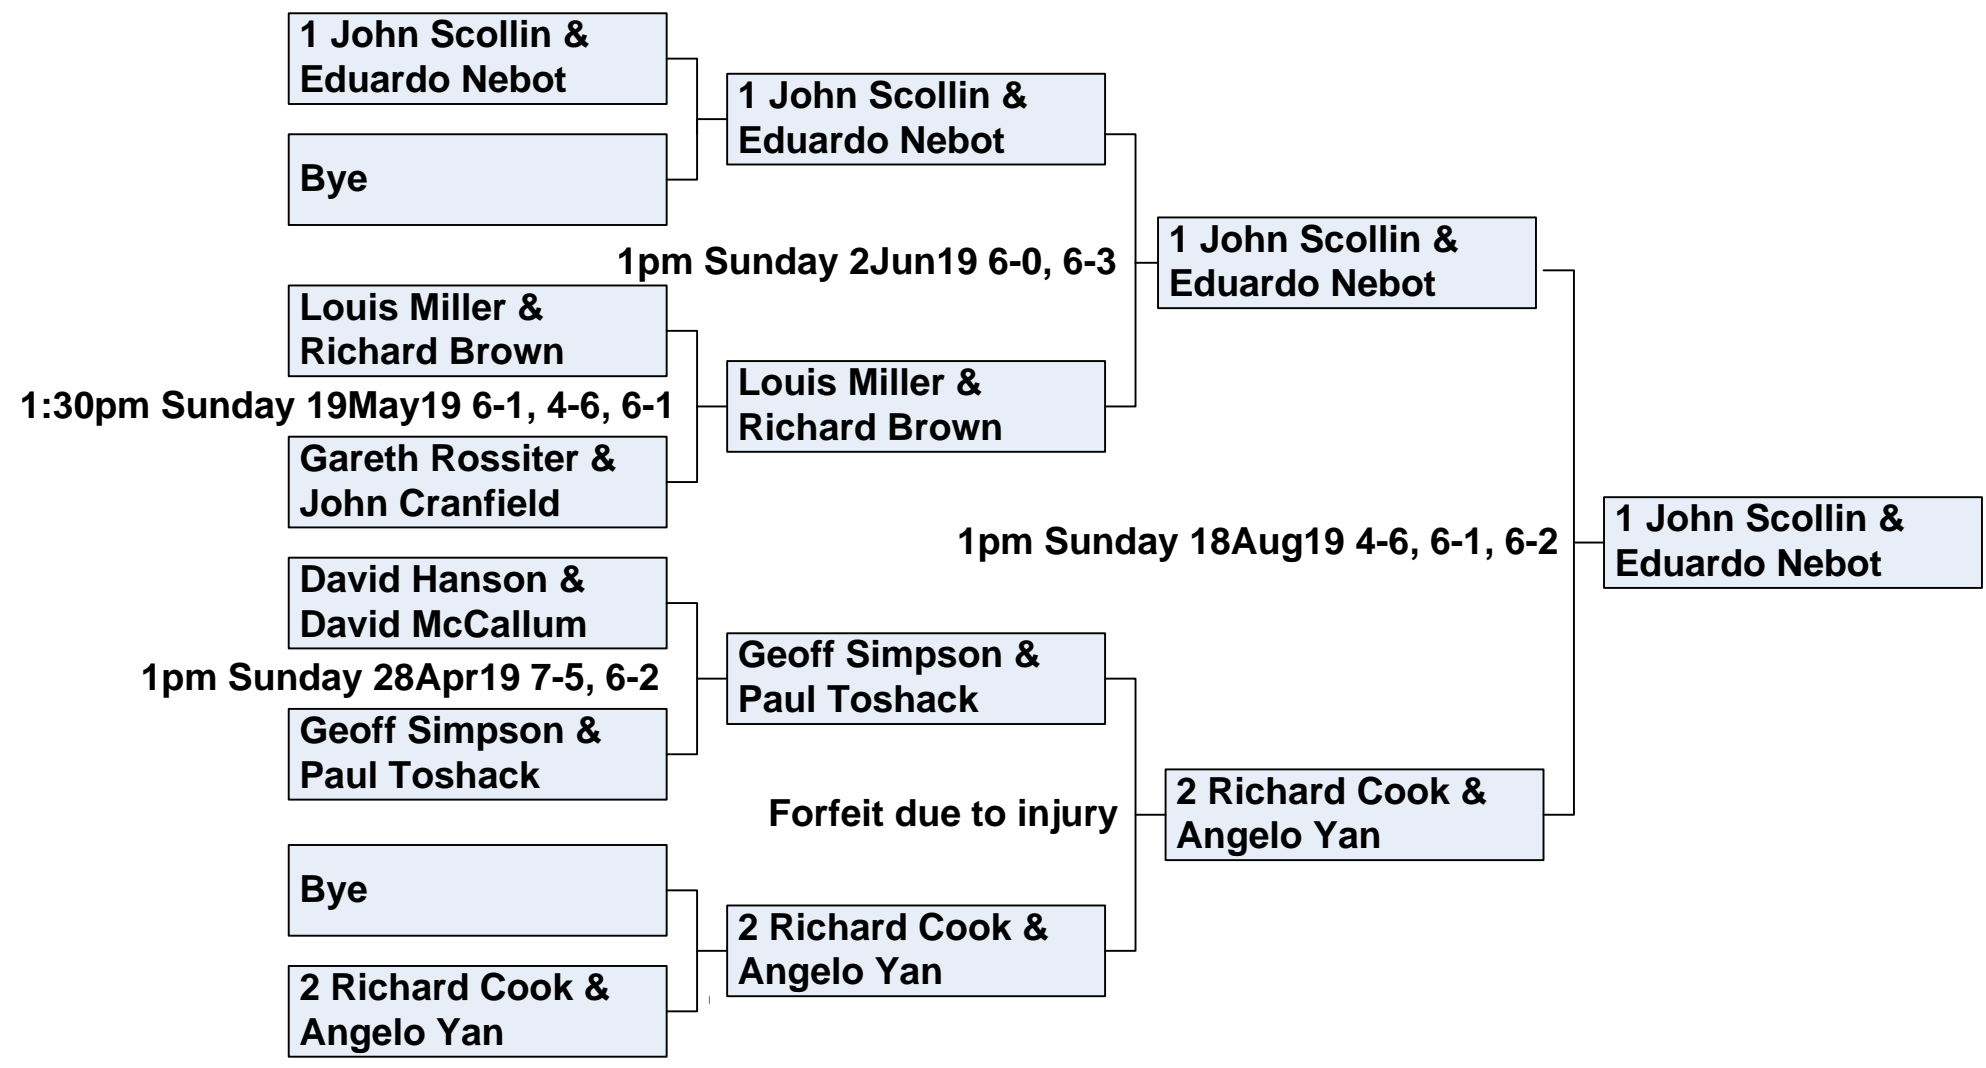 1 John Scollin &
Eduardo Nebot
Bye
1 John Scollin &
Eduardo Nebot
1pm Sunday 2Jun19 6-0, 6-3
1 John Scollin &
Eduardo Nebot
Louis Miller &
Richard Brown
1:30pm Sunday 19May19 6-1, 4-6, 6-1
Gareth Rossiter &
John Cranfield
Louis Miller &
Richard Brown
1pm Sunday 18Aug19 4-6, 6-1, 6-2
1 John Scollin &
Eduardo Nebot
David Hanson &
David McCallum
1pm Sunday 28Apr19 7-5, 6-2
Geoff Simpson &
Paul Toshack
Geoff Simpson &
Paul Toshack
Forfeit due to injury
2 Richard Cook &
Angelo Yan
Bye
2 Richard Cook &
Angelo Yan
2 Richard Cook &
Angelo Yan